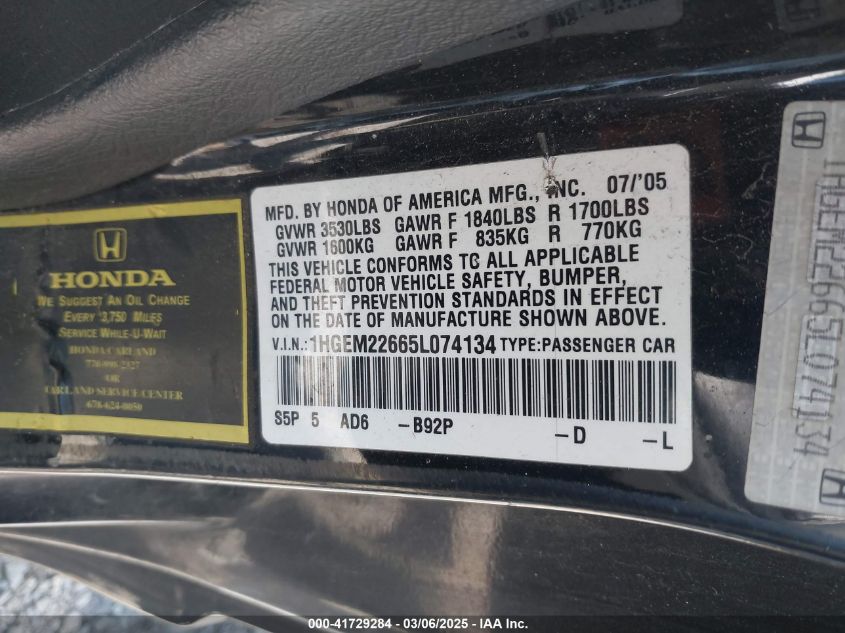 MFD. BY HONDA OF AMERICA MFG., INC. 07/'05
GVWR 3530LBS GAWR F 1840LBS R 1700LBS
GVWR 1600KG GAWR F 835KG R 770KG
THIS VEHICLE CONFORMS TO ALL APPLICABLE
FEDERAL MOTOR VEHICLE SAFETY, BUMPER,
AND THEFT PREVENTION STANDARDS IN EFFECT
ON THE DATE OF MANUFACTURE SHOWN ABOVE.
V.I.N.: 1HGEM22665L074134 TYPE:PASSENGER CAR
S5P 5 AD6 -B92P -D -L
HONDA
WE SUGGEST AN OIL CHANGE
EVERY 3,750 MILES
SERVICE WHILE-U-WAIT
HONDA CARLAND
OR
CARLAND SERVICE CENTER
678-624-0050
1HGEM22665L074134
000-41729284 - 03/06/2025 - IAA Inc.